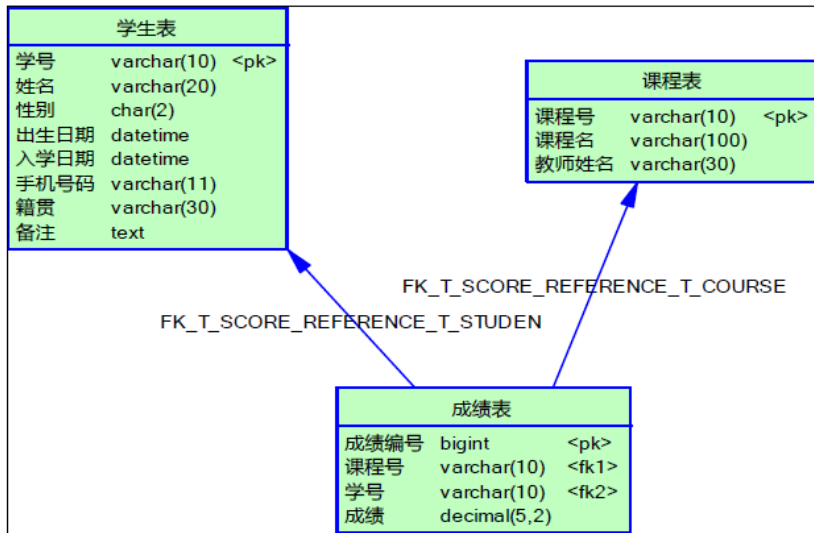 学生表
学号 varchar(10) <pk>
姓名 varchar(20)
性别 char(2)
出生日期 datetime
入学日期 datetime
手机号码 varchar(11)
籍贯 varchar(30)
备注 text
课程表
课程号 varchar(10) <pk>
课程名 varchar(100)
教师姓名 varchar(30)
FK_T_SCORE_REFERENCE_T_COURSE
FK_T_SCORE_REFERENCE_T_STUDEN
成绩表
成绩编号 bigint <pk>
课程号 varchar(10) <fk1>
学号 varchar(10) <fk2>
成绩 decimal(5,2)